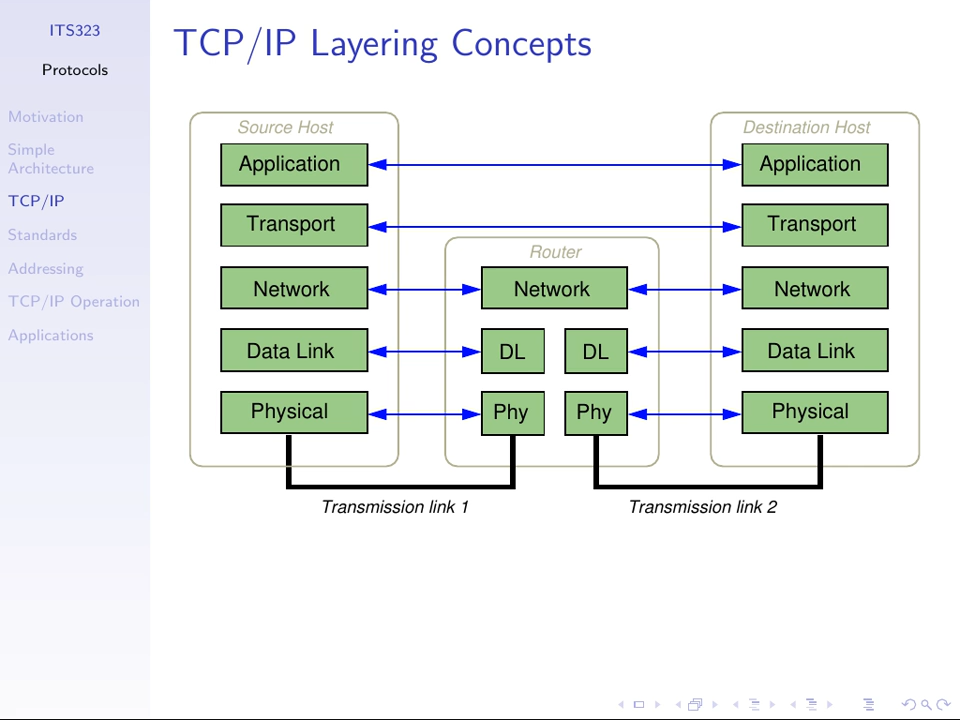 ITS323
Protocols
Motivation
Simple
Architecture
TCP/IP
Standards
Addressing
TCP/IP Operation
Applications
TCP/IP Layering Concepts
Source Host
Destination Host
Application
Application
Transport
Transport
Router
Network
Network
Network
Data Link
DL
DL
Data Link
Physical
Phy
Phy
Physical
Transmission link 1
Transmission link 2